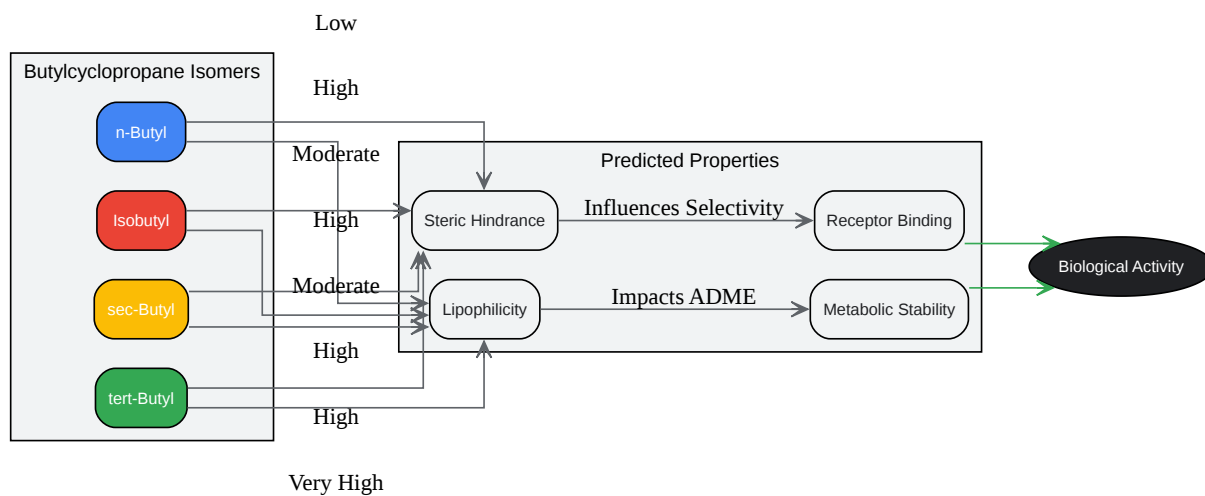 Low
Butylcyclopropane Isomers
High
n-Butyl
Moderate
Predicted Properties
Isobutyl
High
Steric Hindrance
Influences Selectivity
Receptor Binding
Biological Activity
Moderate
sec-Butyl
Lipophilicity
Impacts ADME
Metabolic Stability
High
tert-Butyl
High
Very High